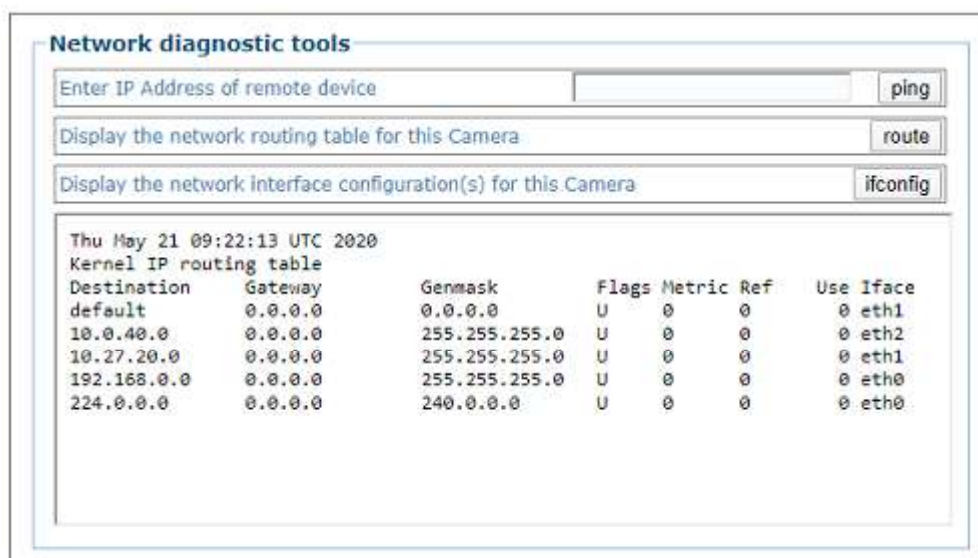 Network diagnostic tools
Enter IP Address of remote device ping
Display the network routing table for this Camera route
Display the network interface configuration(s) for this Camera ifconfig
Thu May 21 09:22:13 UTC 2020
Kernel IP routing table
Destination Gateway Genmask Flags Metric Ref Use Iface
default 0.0.0.0 0.0.0.0 U 0 0 0 eth1
10.0.40.0 0.0.0.0 255.255.255.0 U 0 0 0 eth2
10.27.20.0 0.0.0.0 255.255.255.0 U 0 0 0 eth1
192.168.0.0 0.0.0.0 255.255.255.0 U 0 0 0 eth0
224.0.0.0 0.0.0.0 240.0.0.0 U 0 0 0 eth0